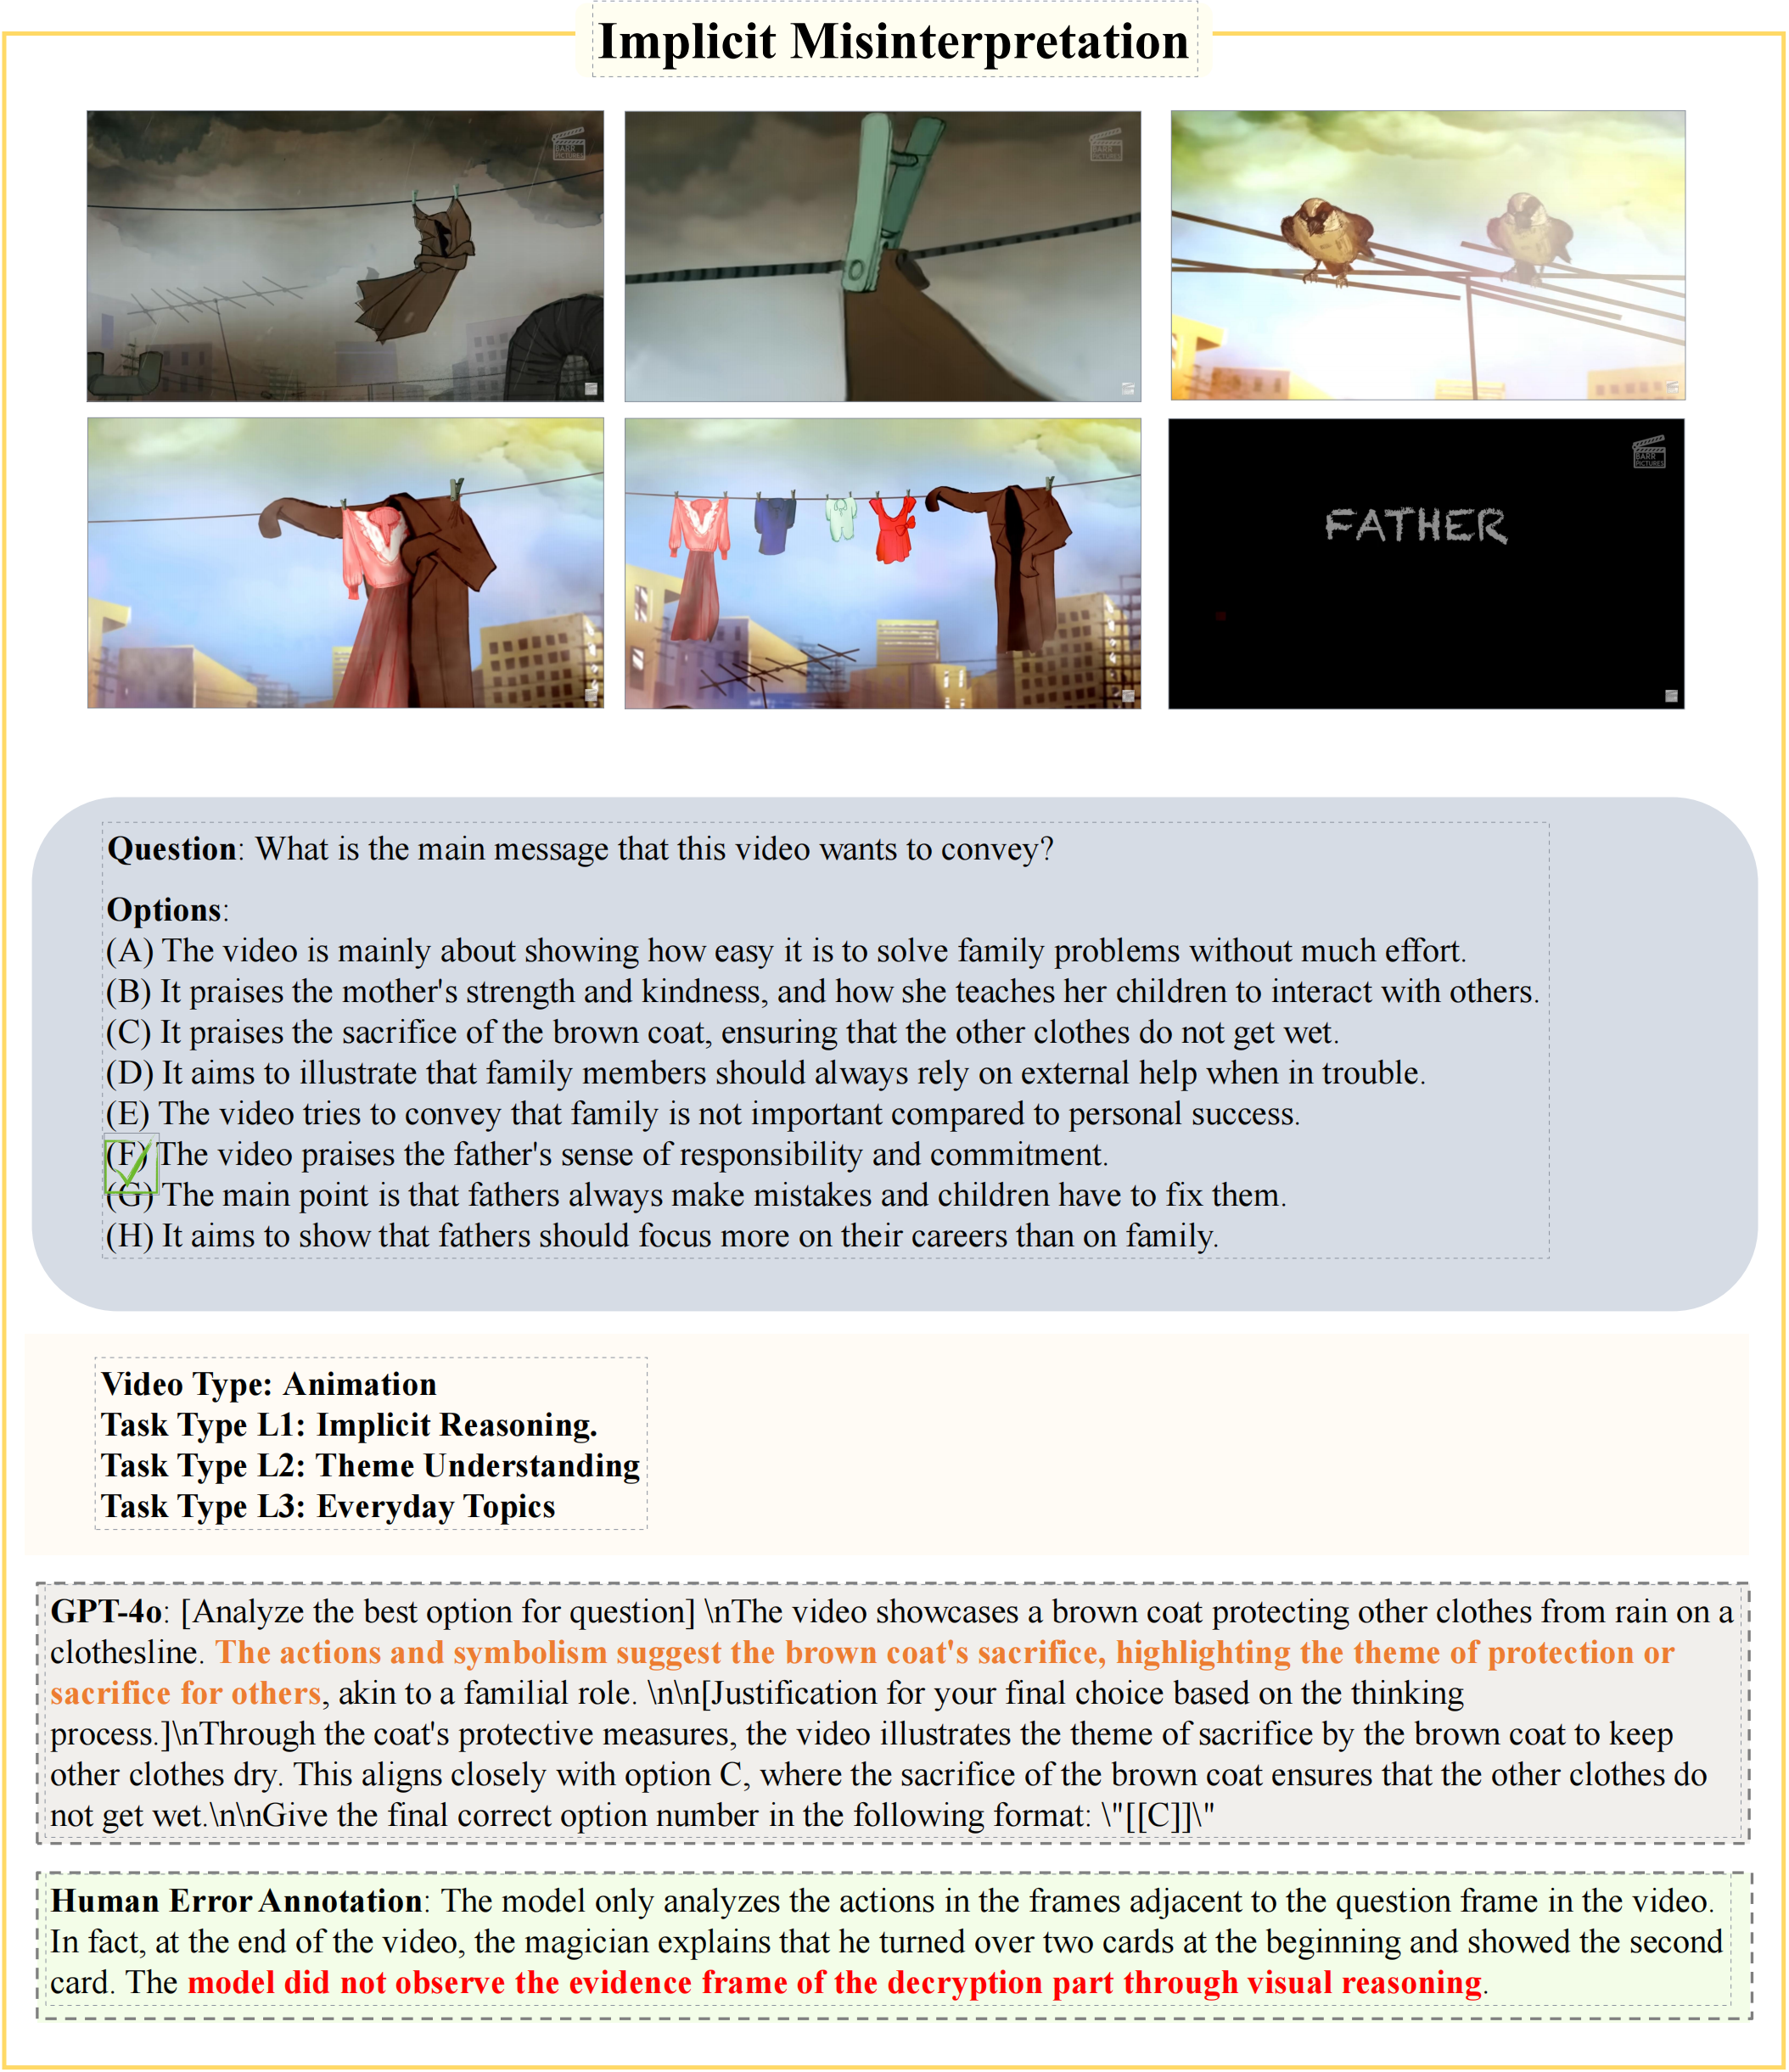 Implicit Misinterpretation
BARR
PICTURES
BARR
PICTURES
FATHER
BARR
PICTURES
Question: What is the main message that this video wants to convey?
Options:
(A) The video is mainly about showing how easy it is to solve family problems without much effort.
(B) It praises the mother's strength and kindness, and how she teaches her children to interact with others.
(C) It praises the sacrifice of the brown coat, ensuring that the other clothes do not get wet.
(D) It aims to illustrate that family members should always rely on external help when in trouble.
(E) The video tries to convey that family is not important compared to personal success.
(F) The video praises the father's sense of responsibility and commitment.
(G) The main point is that fathers always make mistakes and children have to fix them.
(H) It aims to show that fathers should focus more on their careers than on family.
Video Type: Animation
Task Type L1: Implicit Reasoning.
Task Type L2: Theme Understanding
Task Type L3: Everyday Topics
GPT-4o: [Analyze the best option for question] \nThe video showcases a brown coat protecting other clothes from rain on a
clothesline. The actions and symbolism suggest the brown coat's sacrifice, highlighting the theme of protection or
sacrifice for others, akin to a familial role. \n\n[Justification for your final choice based on the thinking
process.]\nThrough the coat's protective measures, the video illustrates the theme of sacrifice by the brown coat to keep
other clothes dry. This aligns closely with option C, where the sacrifice of the brown coat ensures that the other clothes do
not get wet.\n\nGive the final correct option number in the following format: \"[[C]]\"
Human Error Annotation: The model only analyzes the actions in the frames adjacent to the question frame in the video.
In fact, at the end of the video, the magician explains that he turned over two cards at the beginning and showed the second
card. The model did not observe the evidence frame of the decryption part through visual reasoning.